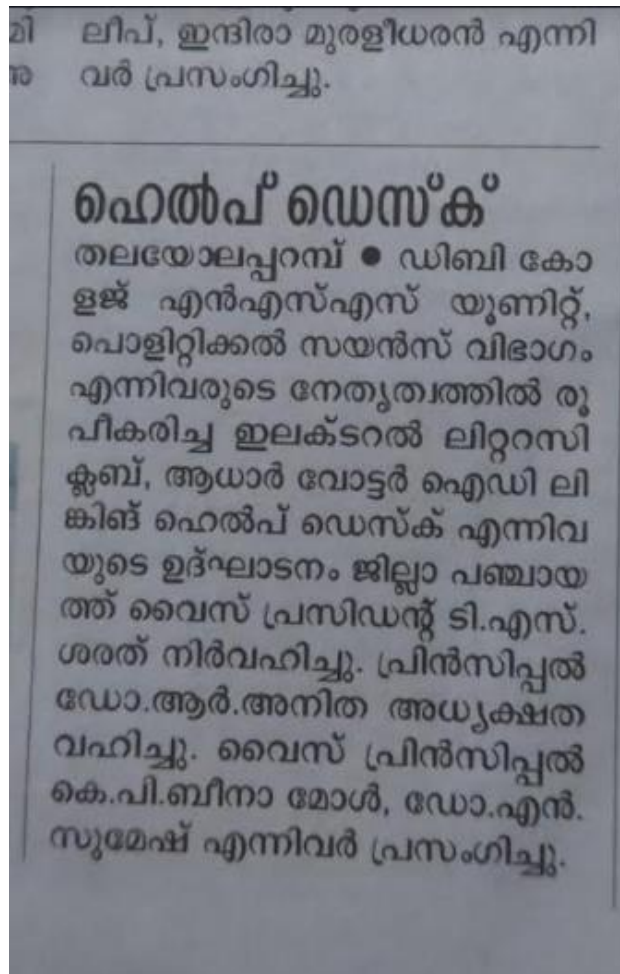 മി ലീപ്, ഇന്ദിരാ മുരളീധരൻ എന്നി
വർ പ്രസംഗിച്ചു.
ഹെൽപ് ഡെസ്ക്
തലയോലപ്പറമ്പ് ● ഡിബി കോ
ളജ് എൻഎസ്എസ് യൂണിറ്റ്,
പൊളിറ്റിക്കൽ സയൻസ് വിഭാഗം
എന്നിവരുടെ നേതൃത്വത്തിൽ രൂ
പീകരിച്ച ഇലക്ടറൽ ലിറ്ററസി
ക്ലബ്, ആധാർ വോട്ടർ ഐഡി ലി
ങ്കിങ് ഹെൽപ് ഡെസ്ക് എന്നിവ
യുടെ ഉദ്ഘാടനം ജില്ലാ പഞ്ചായ
ത്ത് വൈസ് പ്രസിഡന്റ് ടി.എസ്.
ശരത് നിർവഹിച്ചു. പ്രിൻസിപ്പൽ
ഡോ.ആർ.അനിത അധ്യക്ഷത
വഹിച്ചു. വൈസ് പ്രിൻസിപ്പൽ
കെ.പി.ബീനാ മോൾ, ഡോ.എൻ.
സുമേഷ് എന്നിവർ പ്രസംഗിച്ചു.